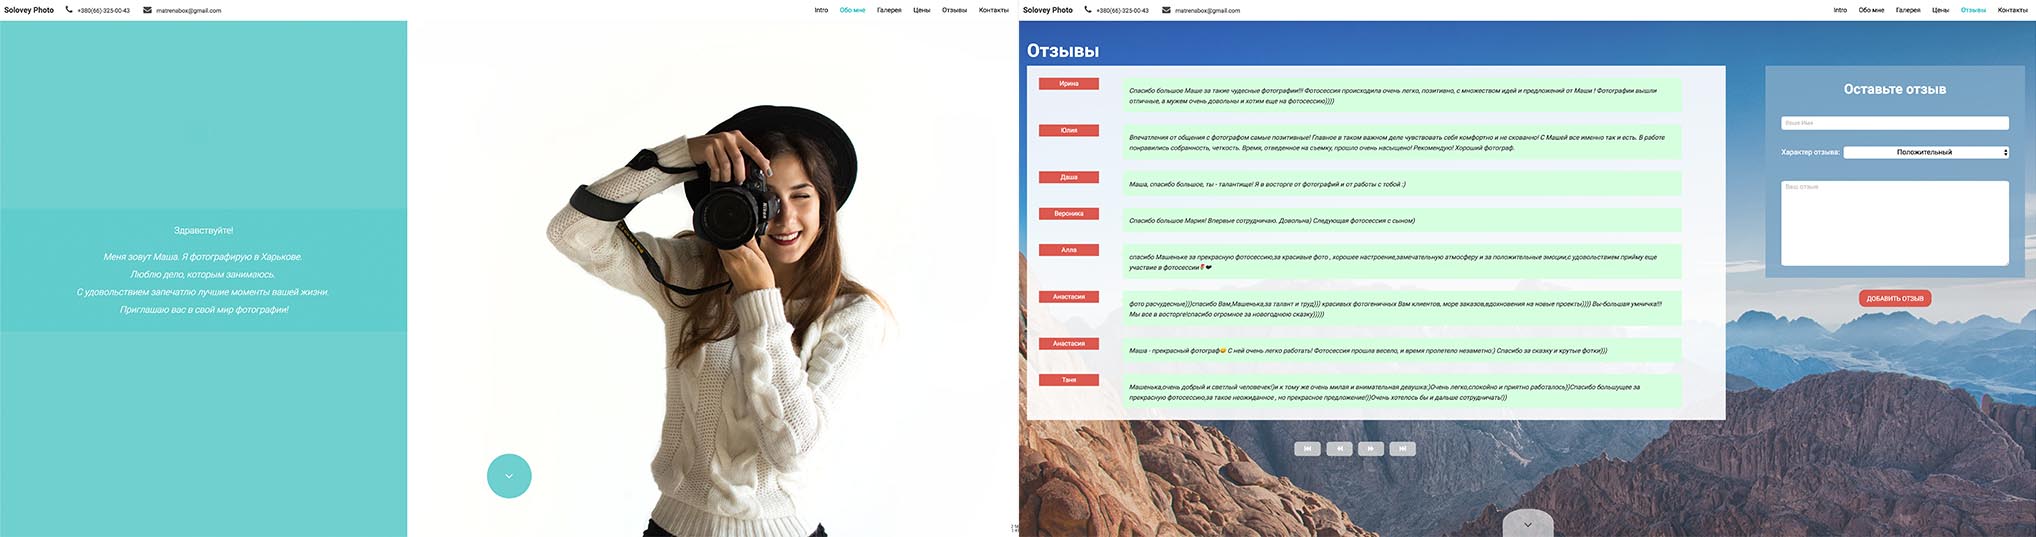 Solovey Photo +380(66)-325-00-43 matrensbox@gmail.com Intro Обо мне Галерея Цены Отзывы Контакты
Здравствуйте!
Меня зовут Маша. Я фотографирую в Харькове.
Люблю дело, которым занимаюсь.
С удовольствием запечатлю лучшие моменты вашей жизни.
Приглашаю вас в свой мир фотографии!
Solovey Photo +380(66)-325-00-43 matrensbox@gmail.com Intro Обо мне Галерея Цены Отзывы Контакты
Отзывы
Ирина
Спасибо большое Маше за такие чудесные фотографии!!! Фотосессия происходила очень легко, позитивно, с множеством идей и предложений от Маши ! Фотографии вышли
отличные, а мужем очень довольны и хотим еще на фотосессию))))
Юлия
Впечатления от общения с фотографом самые позитивные! Главное в таком важном деле чувствовать себя комфортно и не скованно! С Машей все именно так и есть. В работе
понравились собранность, четкость. Время, отведенное на съемку, прошло очень насыщено! Рекомендую! Хороший фотограф.
Даша
Маша, спасибо большое, ты - талантище! Я в восторге от фотографий и от работы с тобой :)
Вероника
Спасибо большое Мария! Впервые сотрудничаю. Довольна) Следующая фотосессия с сыном)
Алла
спасибо Машеньке за прекрасную фотосессию,за красивые фото , хорошее настроение,замечательную атмосферу и за положительные эмоции,с удовольствием прийму еще
участие в фотосессии💃❤
Анастасия
фото расчудесные)))спасибо Вам,Машенька,за талант и труд))) красивых фотогеничных Вам клиентов, море заказов,вдохновения на новые проекты)))) Вы-большая умничка!!!
Мы все в восторге!спасибо огромное за новогоднюю сказку)))))
Анастасия
Маша - прекрасный фотограф😊 С ней очень легко работать! Фотосессия прошла весело, и время пролетело незаметно:) Спасибо за сказку и крутые фотки)))
Таня
Машенька,очень добрый и светлый человечек!)и к тому же очень милая и внимательная девушка:)Очень легко,спокойно и приятно работалось))Спасибо большущее за
прекрасную фотосессию,за такое неожиданное , но прекрасное предложение!))Очень хотелось бы и дальше сотрудничать!))
Оставьте отзыв
Ваше Имя
Характер отзыва: Положительный
Ваш отзыв
ДОБАВИТЬ ОТЗЫВ